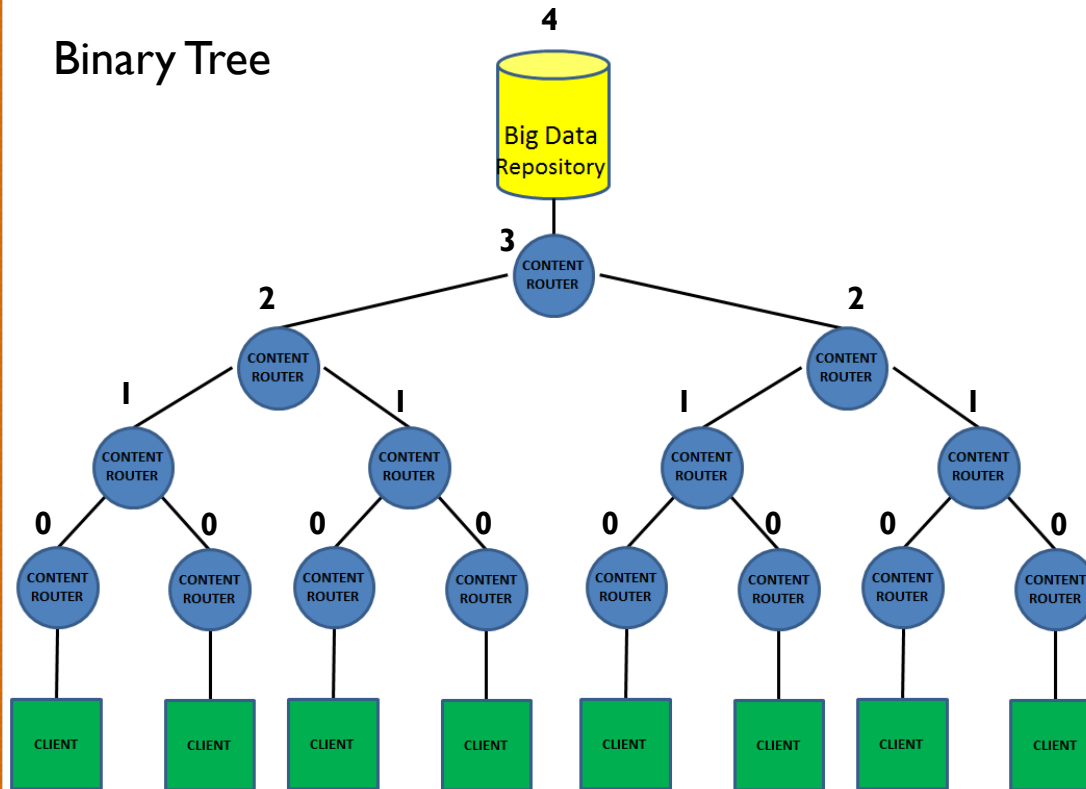 4
Binary Tree
Big Data
Repository
3
CONTENT
ROUTER
2
2
CONTENT
ROUTER
CONTENT
ROUTER
1
1
1
1
CONTENT
ROUTER
CONTENT
ROUTER
CONTENT
ROUTER
CONTENT
ROUTER
0
0
0
0
0
0
0
0
CONTENT
ROUTER
CONTENT
ROUTER
CONTENT
ROUTER
CONTENT
ROUTER
CONTENT
ROUTER
CONTENT
ROUTER
CONTENT
ROUTER
CONTENT
ROUTER
CLIENT
CLIENT
CLIENT
CLIENT
CLIENT
CLIENT
CLIENT
CLIENT